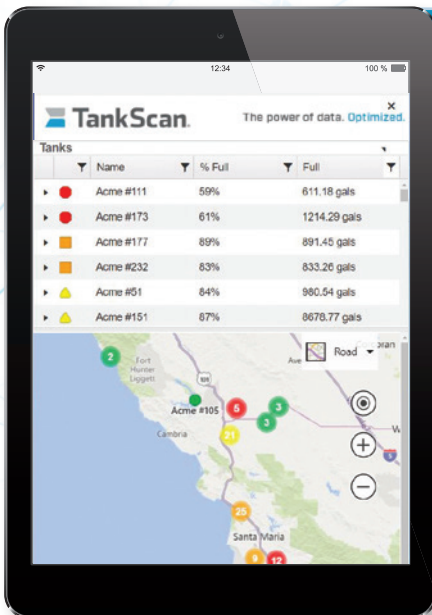 12:34
100 %
TankScan.
The power of data. Optimized.
Tanks
Name % Full Full
Acme #111 59% 611.18 gals
Acme #173 61% 1214.29 gals
Acme #177 89% 891.45 gals
Acme #232 83% 833.26 gals
Acme #51 84% 980.54 gals
Acme #151 87% 8678.77 gals
Road
Ave
2
Fort
Hunter
Liggett
101
Acme #105
5
3
3
21
Cambria
5
25
Santa Maria
9
12